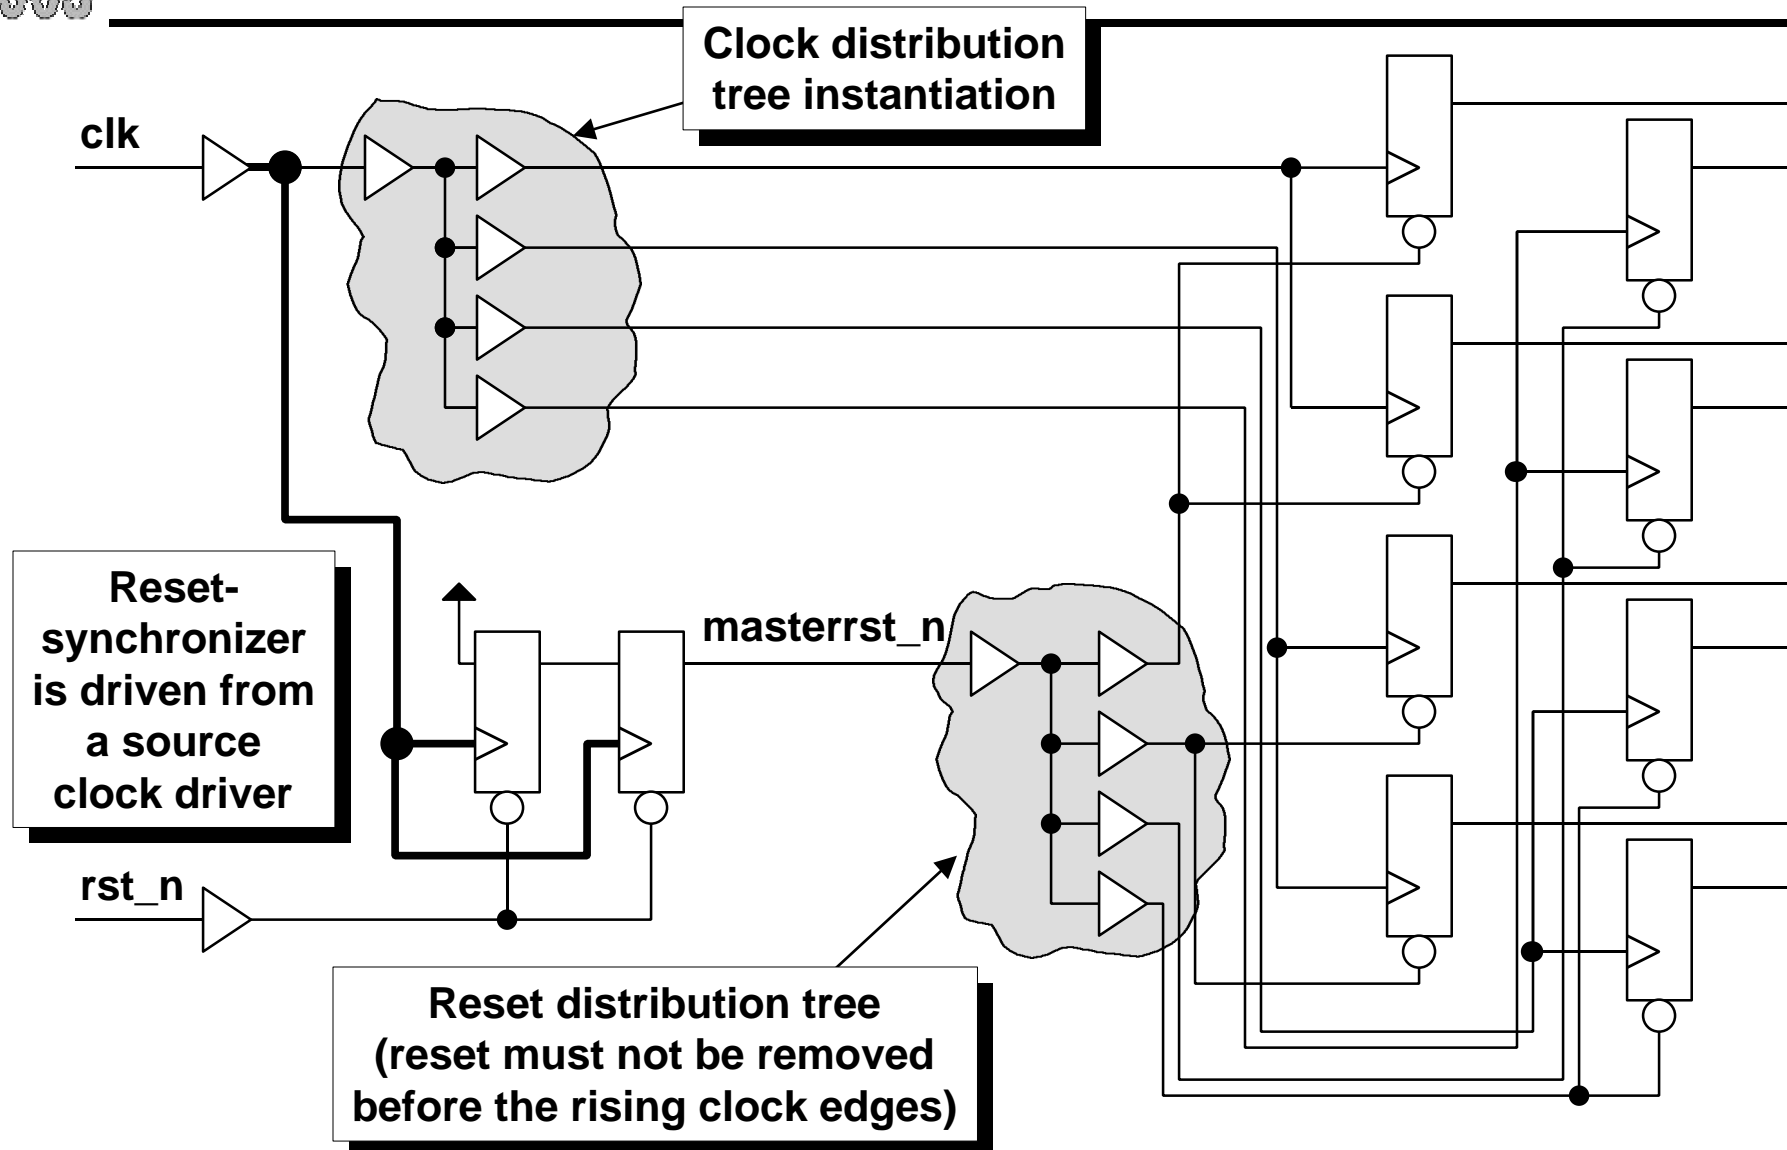 Clock distribution
tree instantiation
clk
Reset-
synchronizer
is driven from
a source
clock driver
masterrst_n
rst_n
Reset distribution tree
(reset must not be removed
before the rising clock edges)